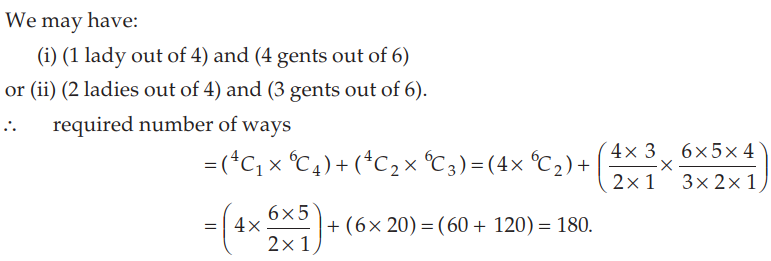 We may have:
(i) (1 lady out of 4) and (4 gents out of 6)
or (ii) (2 ladies out of 4) and (3 gents out of 6).
∴ required number of ways
= (⁴C₁ × ⁶C₄) + (⁴C₂ × ⁶C₃) = (4 × ⁶C₂) + ((4 × 3)/(2 × 1) × (6 × 5 × 4)/(3 × 2 × 1))
= (4 × (6 × 5)/(2 × 1)) + (6 × 20) = (60 + 120) = 180.